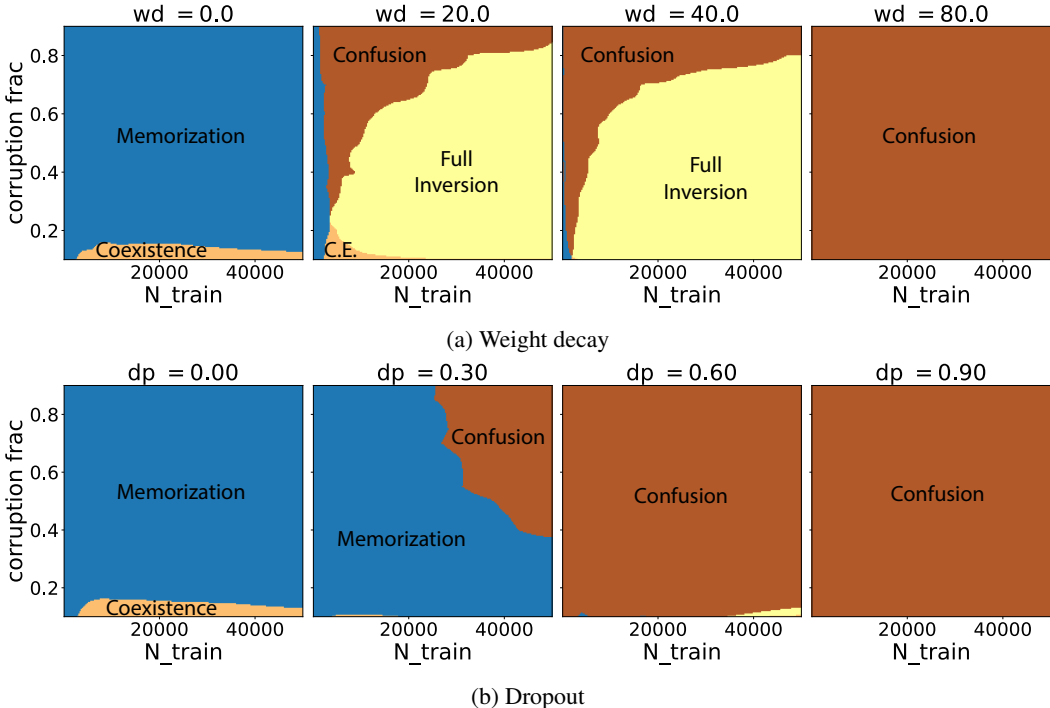 wd = 0.0 wd = 20.0 wd = 40.0 wd = 80.0
corruption frac
0.8
0.6
0.4
0.2
Memorization
Coexistence
Confusion
Full
Inversion
C.E.
Confusion
Full
Inversion
Confusion
20000 40000 20000 40000 20000 40000 20000 40000
N_train N_train N_train N_train
(a) Weight decay
dp = 0.00 dp = 0.30 dp = 0.60 dp = 0.90
corruption frac
0.8
0.6
0.4
0.2
Memorization
Coexistence
Confusion
Memorization
Confusion
Confusion
20000 40000 20000 40000 20000 40000 20000 40000
N_train N_train N_train N_train
(b) Dropout